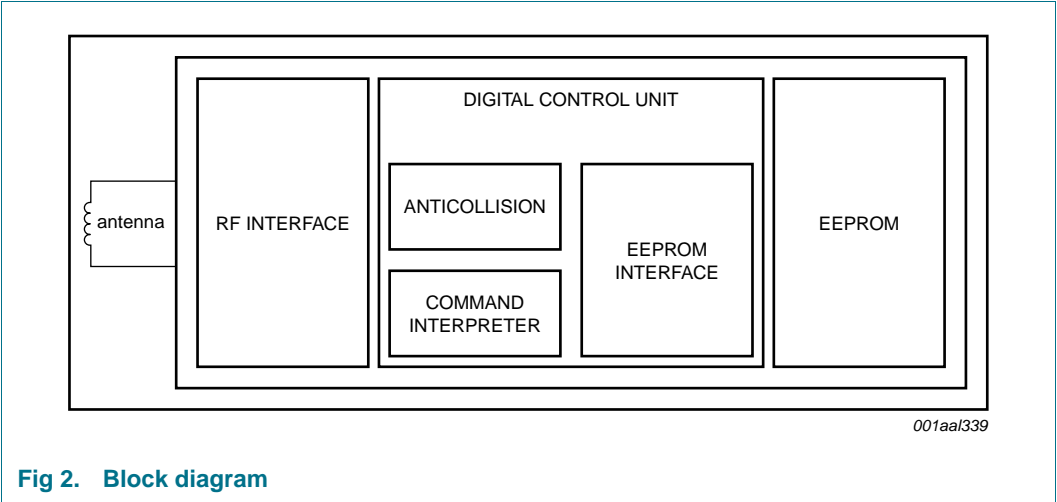 DIGITAL CONTROL UNIT
antenna
RF INTERFACE
ANTICOLLISION
COMMAND
INTERPRETER
EEPROM
INTERFACE
EEPROM
001aal339
Fig 2. Block diagram